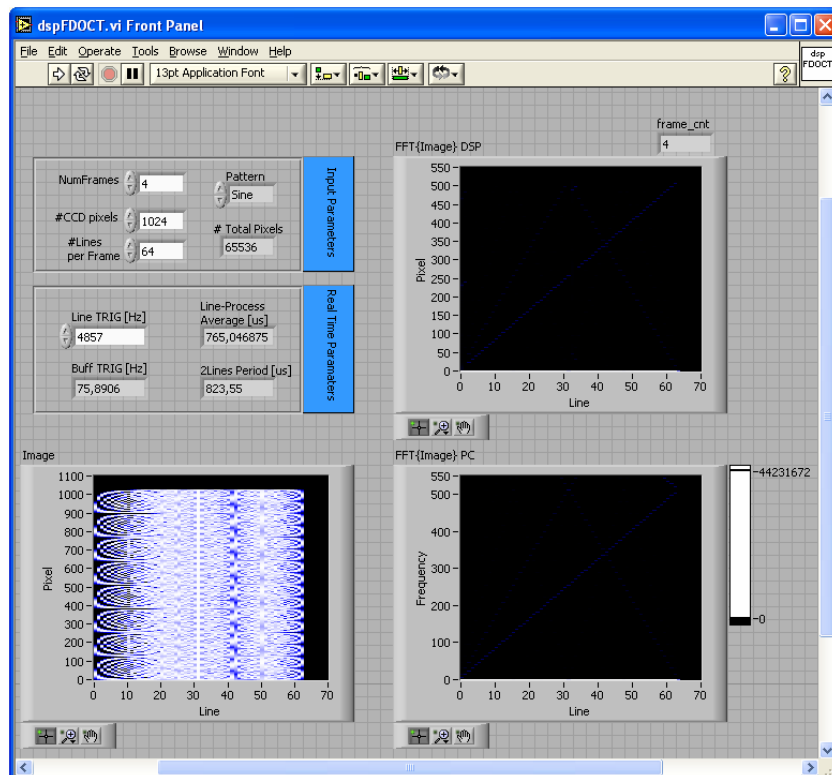 dspFDOCT.vi Front Panel
File Edit Operate Tools Browse Window Help
13pt Application Font
dsp
FDOCT
frame_cnt
4
NumFrames 4
Pattern
Sine
#CCD pixels 1024
#Lines
per Frame 64
# Total Pixels
65536
Input Parameters
Line TRIG [Hz]
4857
Line-Process
Average [us]
765,046875
Buff TRIG [Hz]
75,8906
2Lines Period [us]
823,55
Real Time Paramaters
FFT{Image} DSP
Pixel
550
500
450
400
350
300
250
200
150
100
50
0
0 10 20 30 40 50 60 70
Line
Image
Pixel
1100
1000
900
800
700
600
500
400
300
200
100
0
0 10 20 30 40 50 60 70
Line
FFT{Image} PC
Frequency
550
500
400
300
200
100
0
0 10 20 30 40 50 60 70
Line
44231672
0